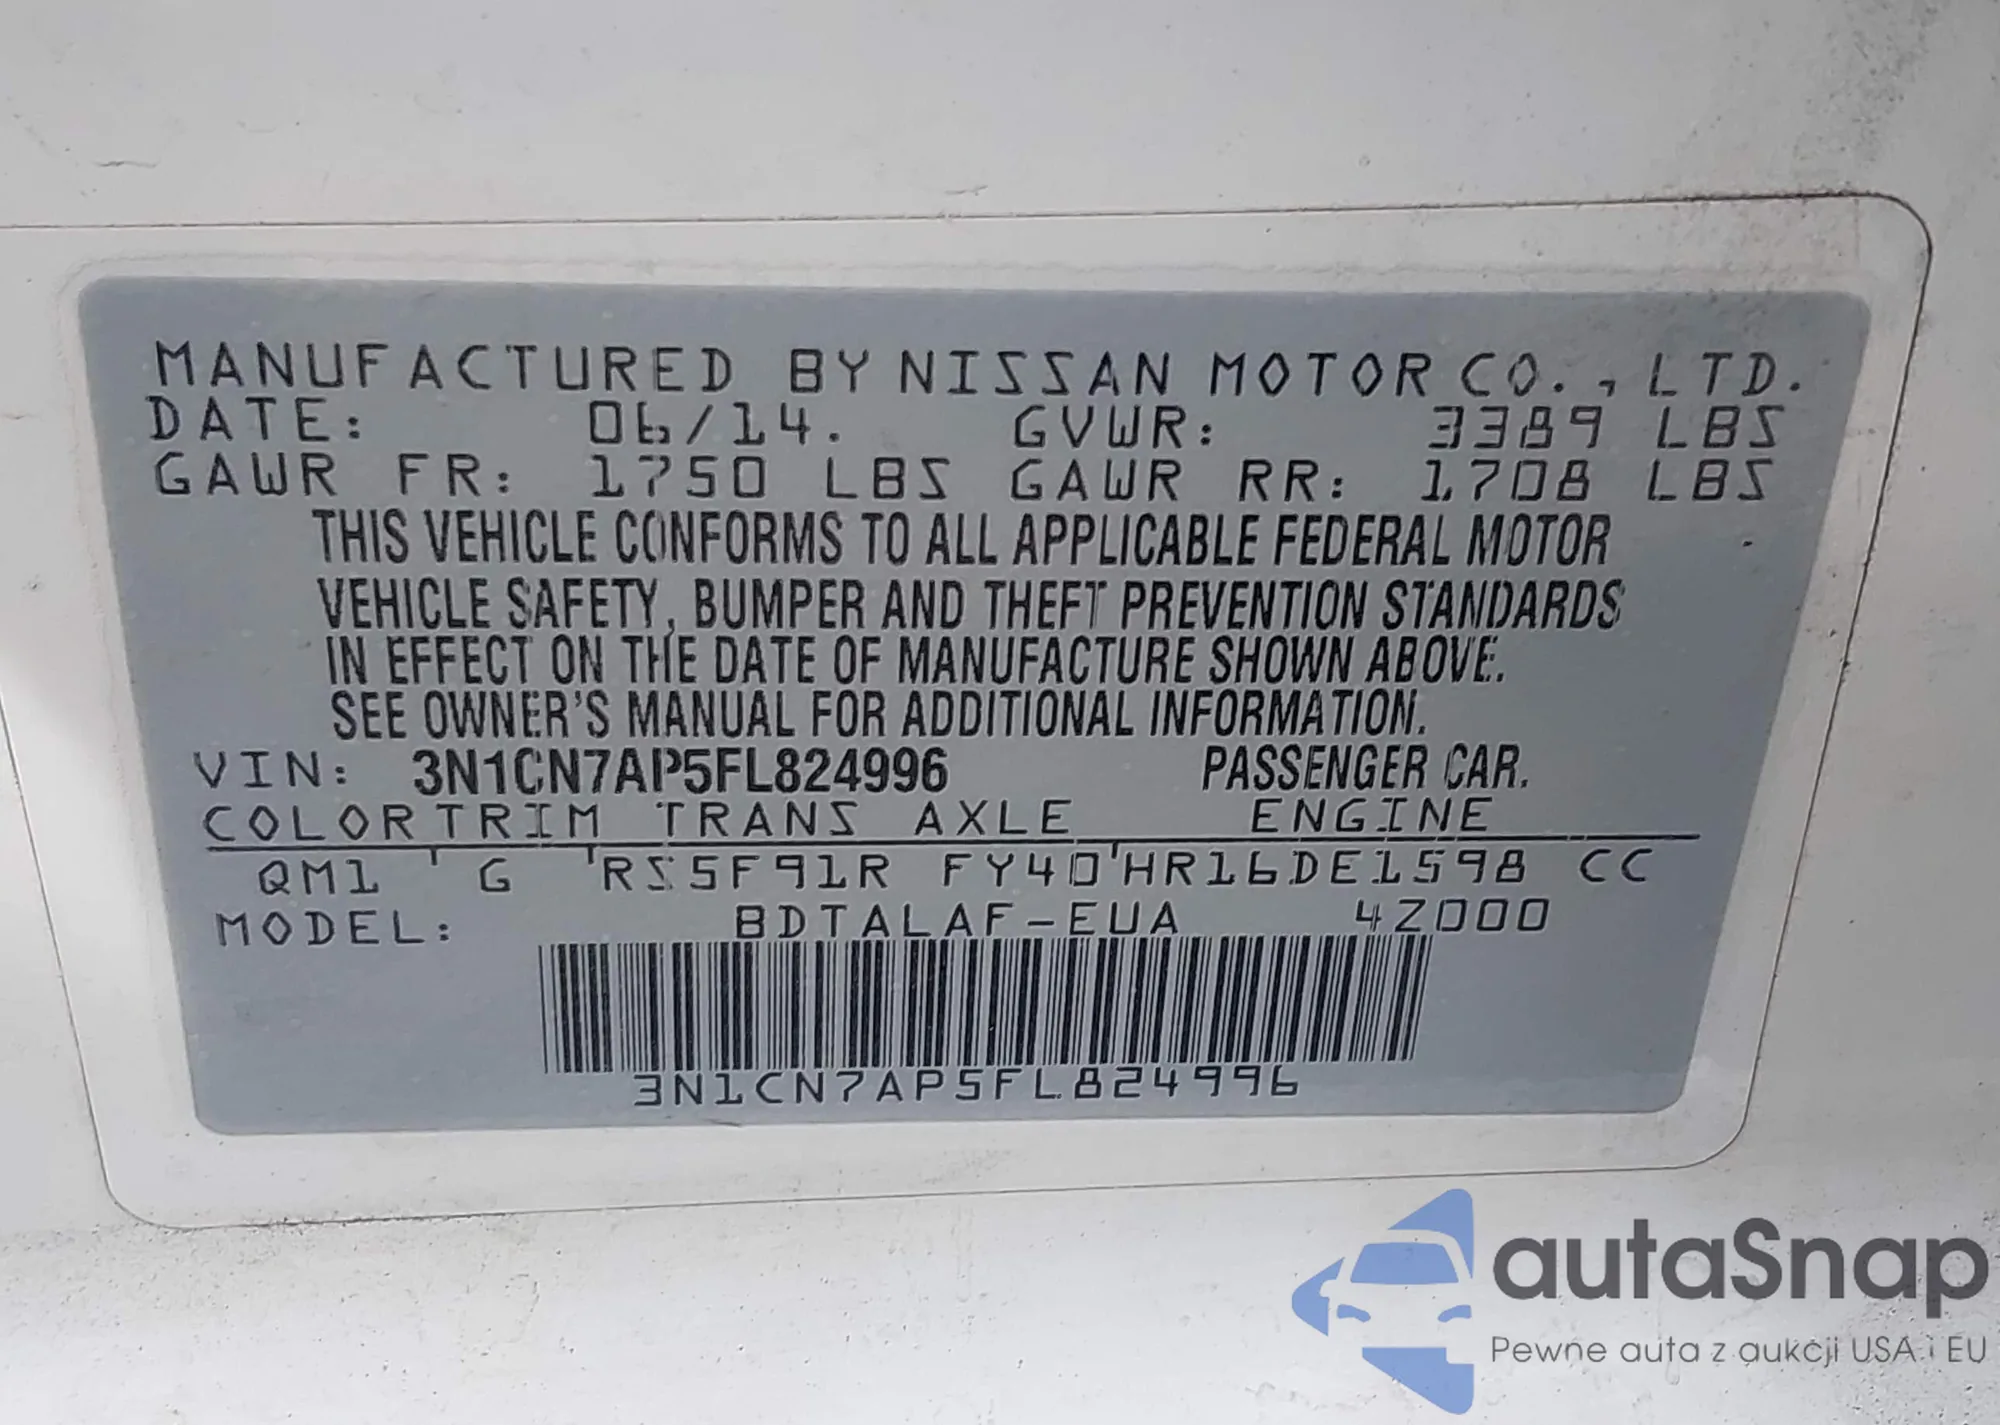 MANUFACTURED BY NISSAN MOTOR CO., LTD.
DATE: 06/14. GVWR: 3389 LBS
GAWR FR: 1750 LBS GAWR RR: 1708 LBS
THIS VEHICLE CONFORMS TO ALL APPLICABLE FEDERAL MOTOR
VEHICLE SAFETY, BUMPER AND THEFT PREVENTION STANDARDS
IN EFFECT ON THE DATE OF MANUFACTURE SHOWN ABOVE.
SEE OWNER'S MANUAL FOR ADDITIONAL INFORMATION.
VIN: 3N1CN7AP5FL824996 PASSENGER CAR.
COLOR TRIM TRANS AXLE ENGINE
QM1 G RS5F91R FY40 HR16DE1598 CC
MODEL: BDTALAF-EUA 4Z000
3N1CN7AP5FL824996
autaSnap
Pewne auta z aukcji USA i EU